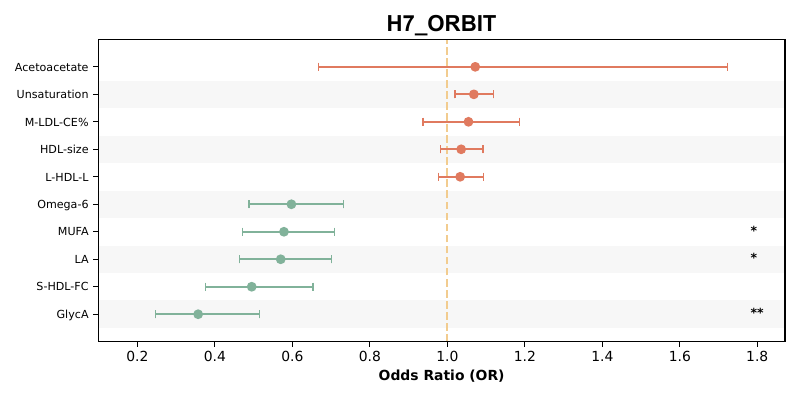 H7_ORBIT
Acetoacetate
Unsaturation
M-LDL-CE%
HDL-size
L-HDL-L
Omega-6
MUFA *
LA *
S-HDL-FC
GlycA **
0.2 0.4 0.6 0.8 1.0 1.2 1.4 1.6 1.8
Odds Ratio (OR)